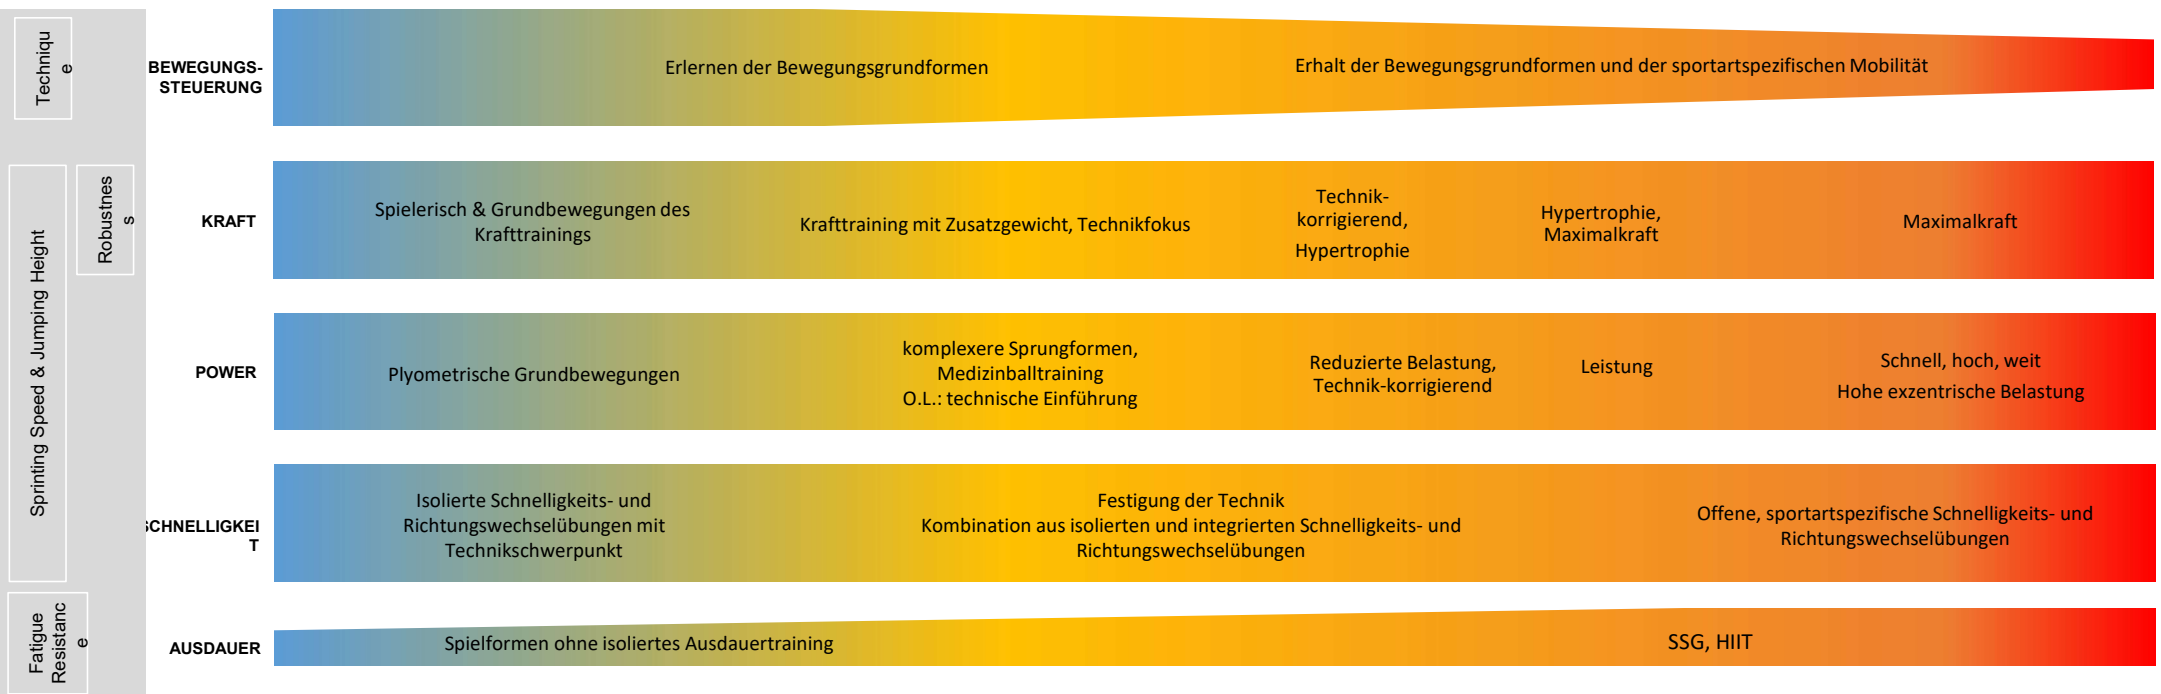 Techniqu
e
BEWEGUNGS-
STEUERUNG
Erlernen der Bewegungsgrundformen
Erhalt der Bewegungsgrundformen und der sportartspezifischen Mobilität
Sprinting Speed & Jumping Height
Robustnes
s
KRAFT
Spielerisch & Grundbewegungen des
Krafttrainings
Krafttraining mit Zusatzgewicht, Technikfokus
Technik-
korrigierend,
Hypertrophie
Hypertrophie,
Maximalkraft
Maximalkraft
POWER
Plyometrische Grundbewegungen
komplexere Sprungformen,
Medizinballtraining
O.L.: technische Einführung
Reduzierte Belastung,
Technik-korrigierend
Leistung
Schnell, hoch, weit
Hohe exzentrische Belastung
SCHNELLIGKEI
T
Isolierte Schnelligkeits- und
Richtungswechselübungen mit
Technikschwerpunkt
Festigung der Technik
Kombination aus isolierten und integrierten Schnelligkeits- und
Richtungswechselübungen
Offene, sportartspezifische Schnelligkeits- und
Richtungswechselübungen
Fatigue
Resistanc
e
AUSDAUER
Spielformen ohne isoliertes Ausdauertraining
SSG, HIIT